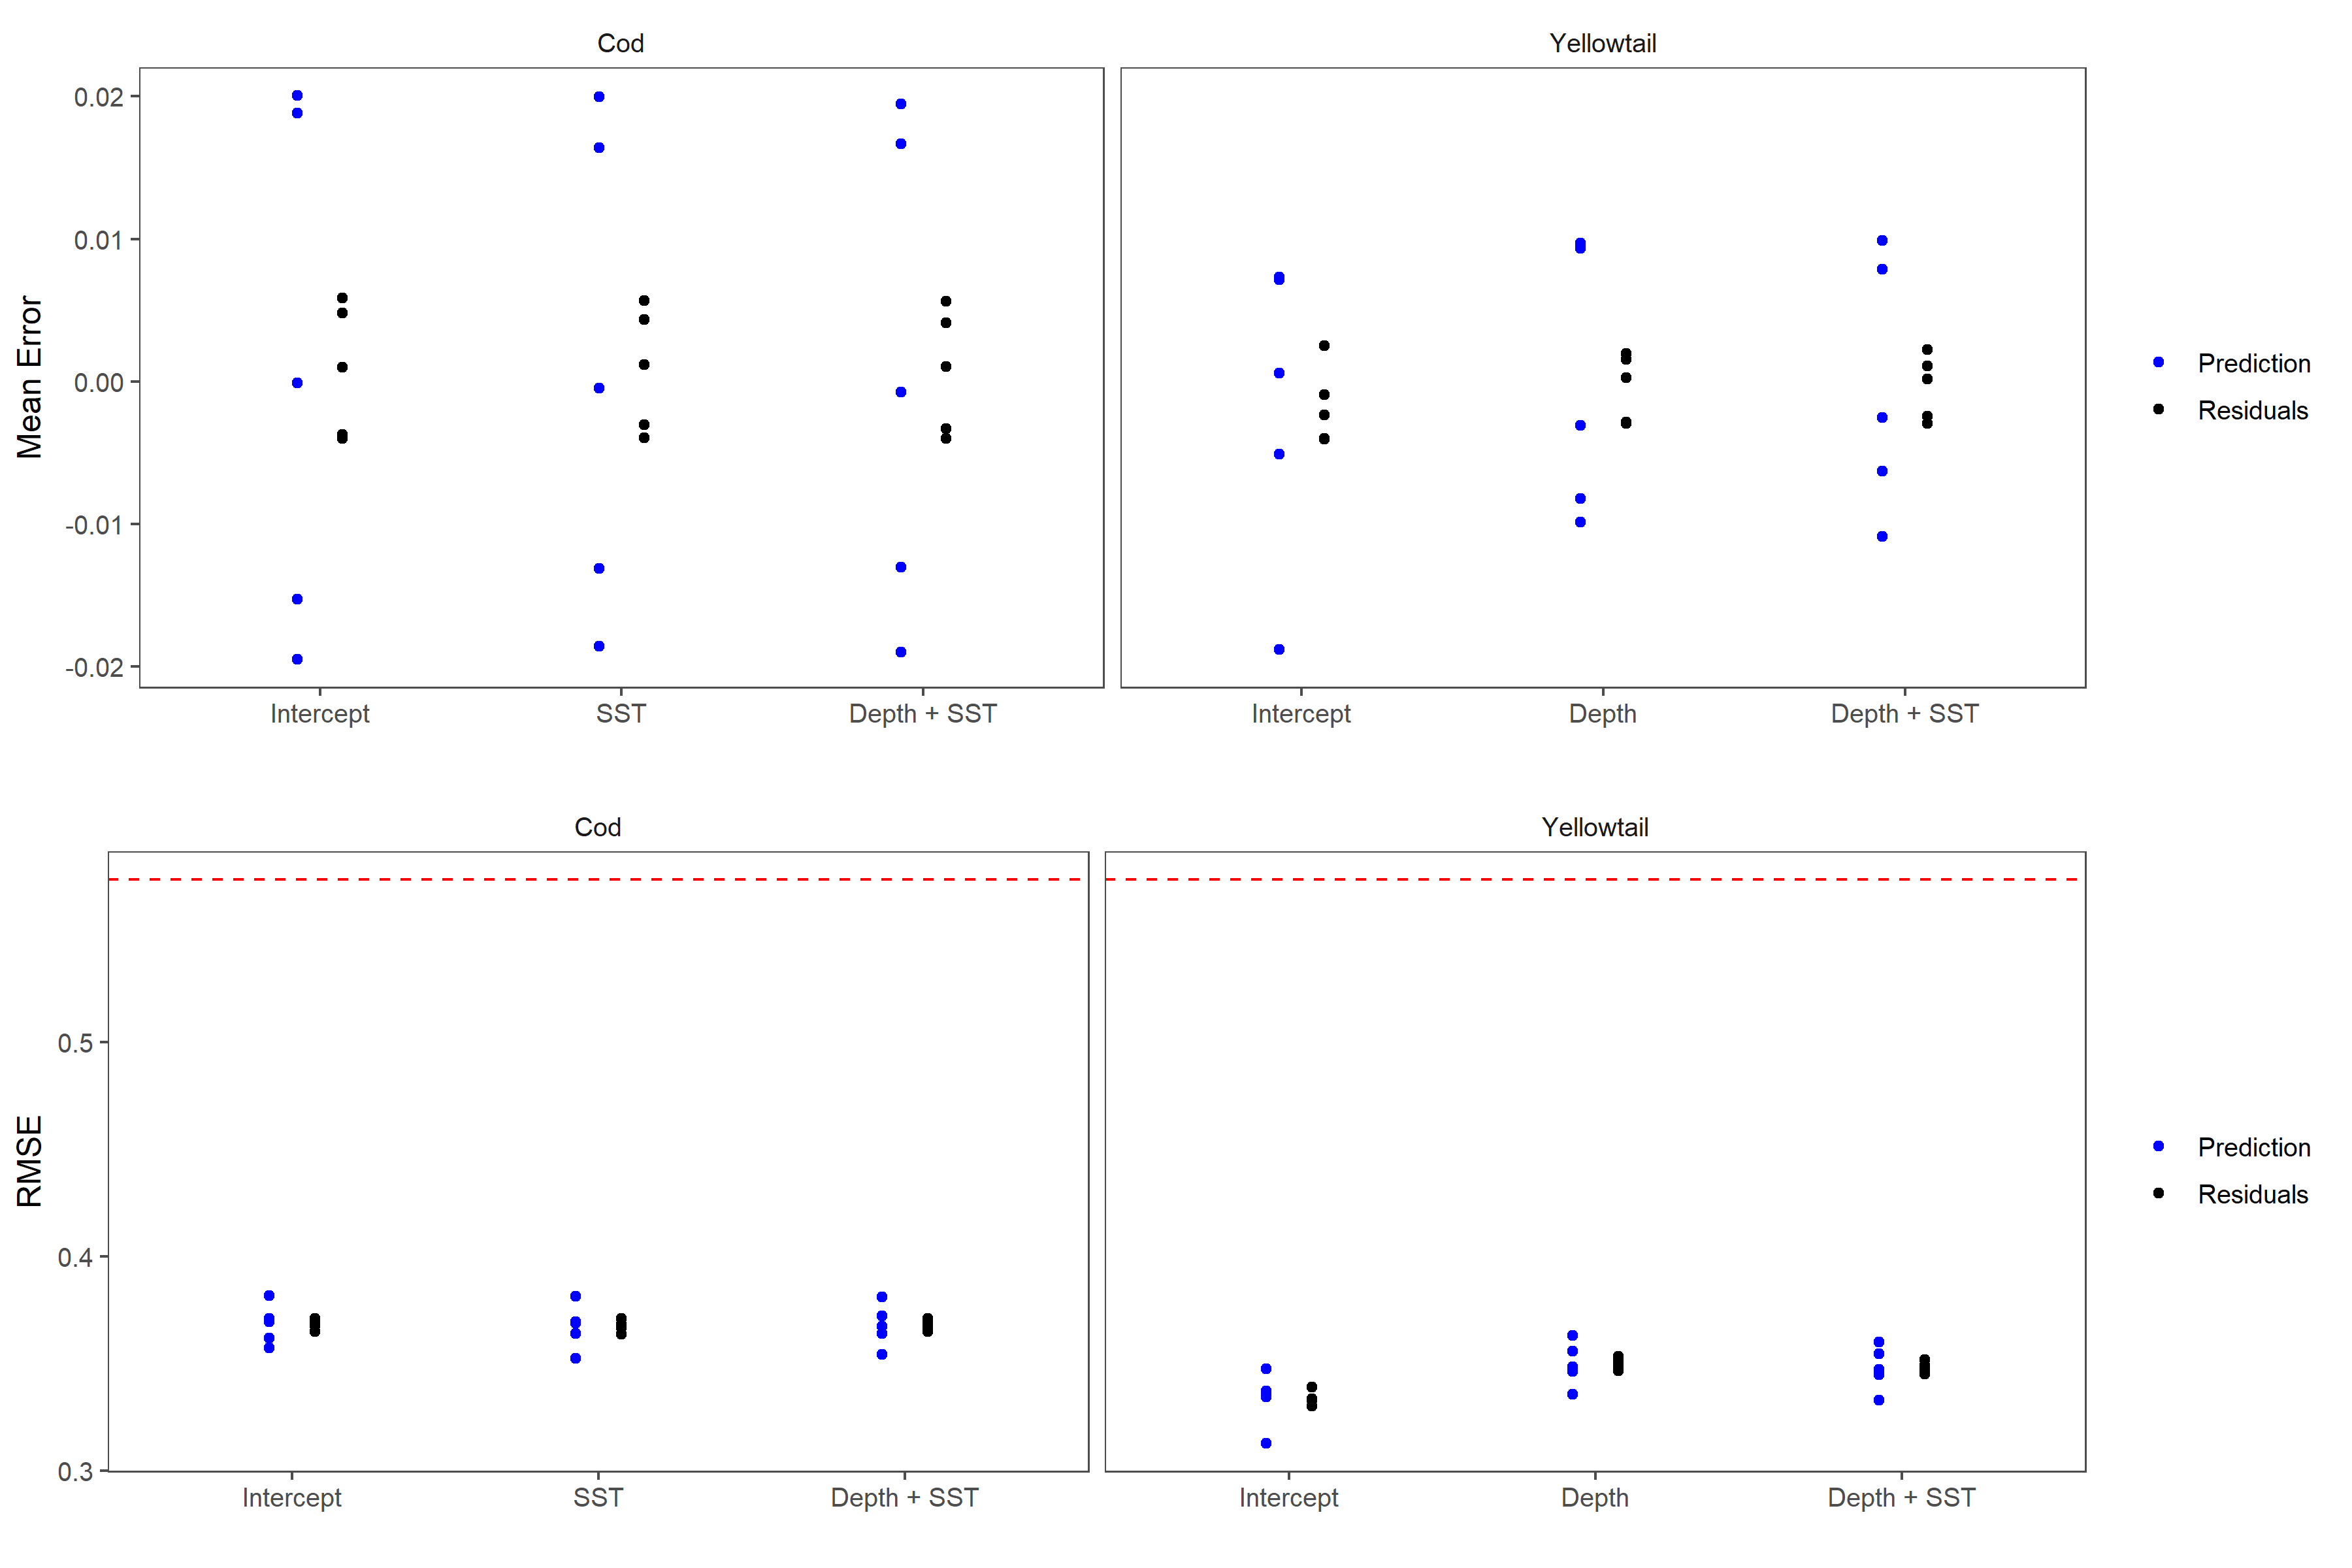 Cod
Yellowtail
0.02
0.01
0.00
-0.01
-0.02
Mean Error
Intercept
SST
Depth + SST
Intercept
Depth
Depth + SST
Prediction
Residuals
Cod
Yellowtail
0.5
0.4
0.3
RMSE
Intercept
SST
Depth + SST
Intercept
Depth
Depth + SST
Prediction
Residuals